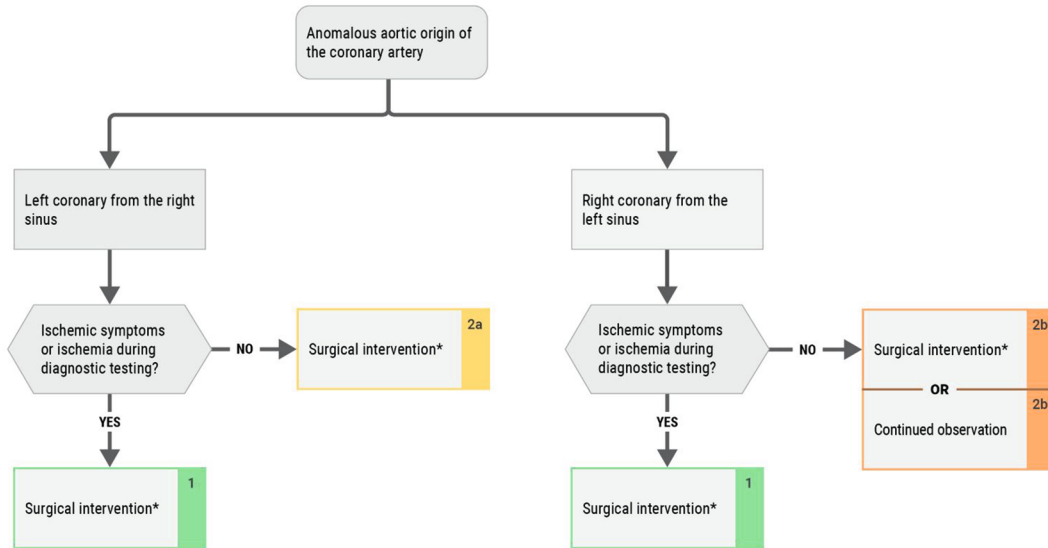 Anomalous aortic origin of
the coronary artery
Left coronary from the right
sinus
Right coronary from the
left sinus
Ischemic symptoms
or ischemia during
diagnostic testing?
NO
2a
Surgical intervention*
YES
1
Surgical intervention*
Ischemic symptoms
or ischemia during
diagnostic testing?
NO
2b
Surgical intervention*
OR
2b
Continued observation
YES
1
Surgical intervention*